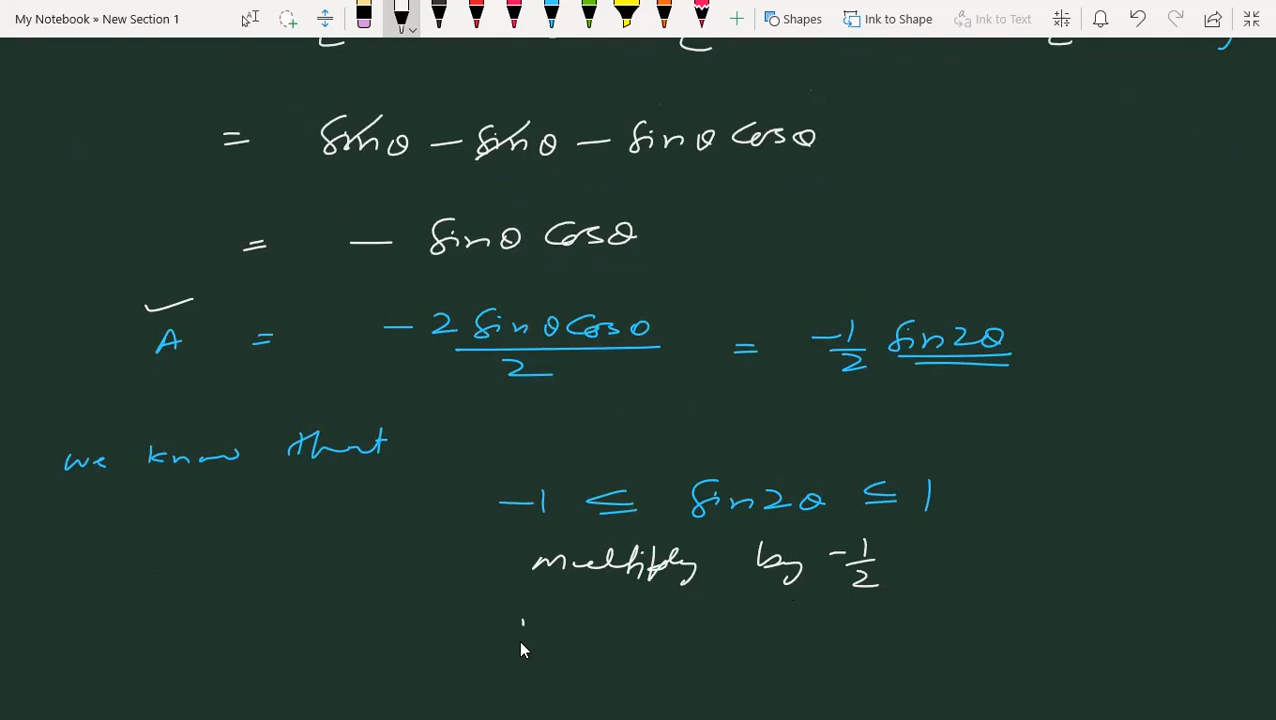 My Notebook » New Section 1
Shapes Ink to Shape Ink to Text
= sinθ – sinθ – sinθ cosθ
= – sinθ cosθ
A = – 2 sinθ cosθ / 2 = -1/2 sin2θ
we know that
-1 ≤ sin2θ ≤ 1
multiply by -1/2